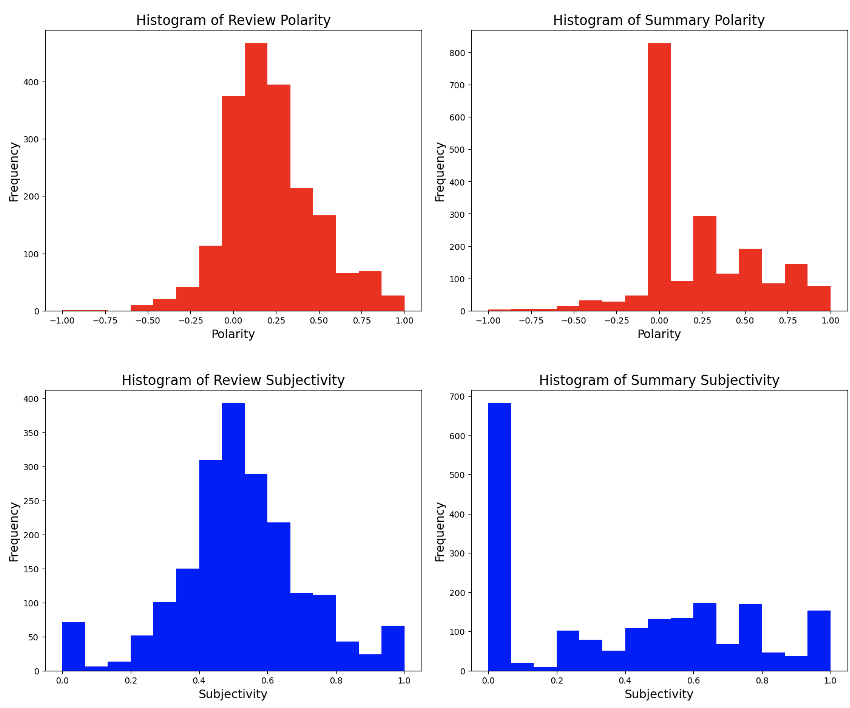 Histogram of Review Polarity
Frequency
400
300
200
100
0
−1.00 −0.75 −0.50 −0.25 0.00 0.25 0.50 0.75 1.00
Polarity
Histogram of Summary Polarity
Frequency
800
700
600
500
400
300
200
100
0
−1.00 −0.75 −0.50 −0.25 0.00 0.25 0.50 0.75 1.00
Polarity
Histogram of Review Subjectivity
Frequency
400
350
300
250
200
150
100
50
0
0.0 0.2 0.4 0.6 0.8 1.0
Subjectivity
Histogram of Summary Subjectivity
Frequency
700
600
500
400
300
200
100
0
0.0 0.2 0.4 0.6 0.8 1.0
Subjectivity